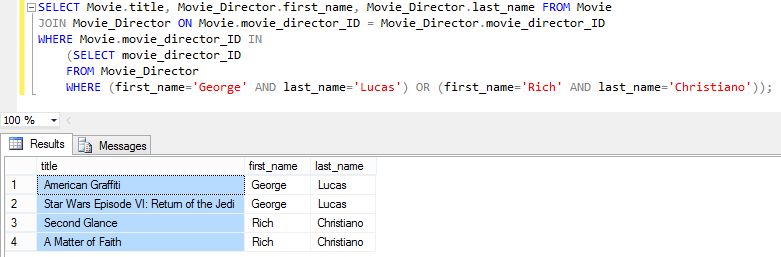 SELECT Movie.title, Movie_Director.first_name, Movie_Director.last_name FROM Movie
JOIN Movie_Director ON Movie.movie_director_ID = Movie_Director.movie_director_ID
WHERE Movie.movie_director_ID IN
(SELECT movie_director_ID
FROM Movie_Director
WHERE (first_name='George' AND last_name='Lucas') OR (first_name='Rich' AND last_name='Christiano'));
100 %
Results Messages
title first_name last_name
1 American Graffiti George Lucas
2 Star Wars Episode VI: Return of the Jedi George Lucas
3 Second Glance Rich Christiano
4 A Matter of Faith Rich Christiano